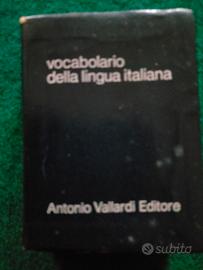 vocabolario
della lingua italiana
Antonio Vallardi Editore
subito